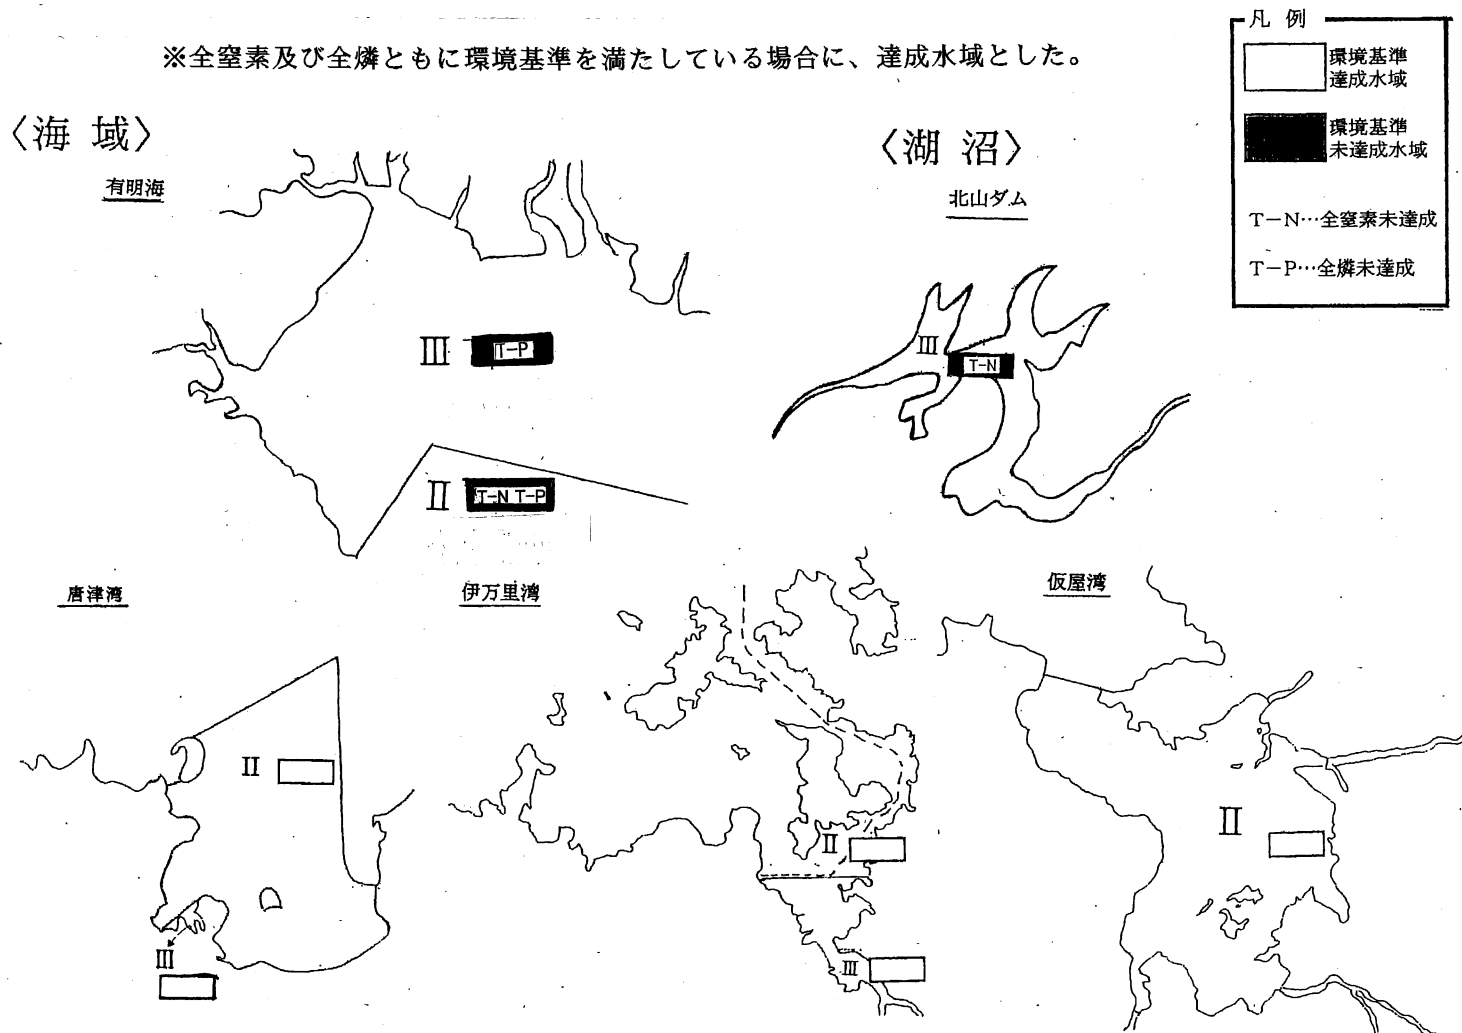 ※全窒素及び全燐ともに環境基準を満たしている場合に、達成水域とした。
凡 例
環境基準
達成水域
環境基準
未達成水域
T－N…全窒素未達成
T－P…全燐未達成
〈海 域〉
有明海
Ⅲ
T-P
Ⅱ
T-N T-P
〈湖 沼〉
北山ダム
Ⅲ
T-N
唐津湾
Ⅱ
Ⅲ
伊万里湾
Ⅱ
Ⅲ
仮屋湾
Ⅱ